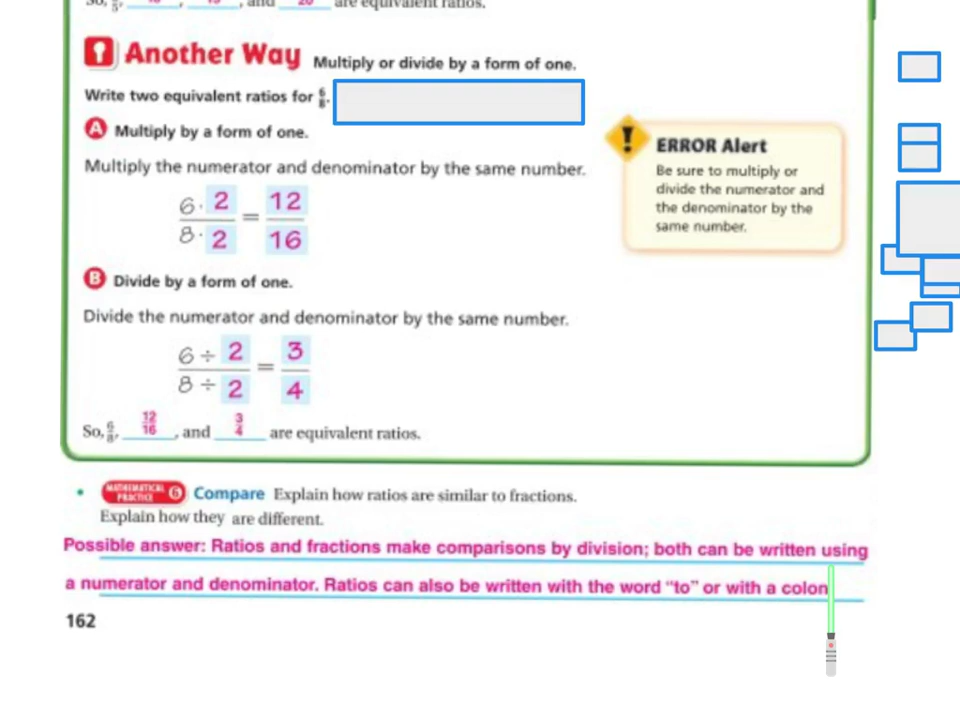 So, are equivalent ratios.
Another Way Multiply or divide by a form of one.
Write two equivalent ratios for 6/8.
A Multiply by a form of one.
Multiply the numerator and denominator by the same number.
6 · 2 / 8 · 2 = 12 / 16
ERROR Alert
Be sure to multiply or
divide the numerator and
the denominator by the
same number.
B Divide by a form of one.
Divide the numerator and denominator by the same number.
6 ÷ 2 / 8 ÷ 2 = 3 / 4
So, 6/8, 12/16, and 3/4 are equivalent ratios.
• MATHEMATICAL PRACTICE 6 Compare Explain how ratios are similar to fractions.
Explain how they are different.
Possible answer: Ratios and fractions make comparisons by division; both can be written using
a numerator and denominator. Ratios can also be written with the word “to” or with a colon
162